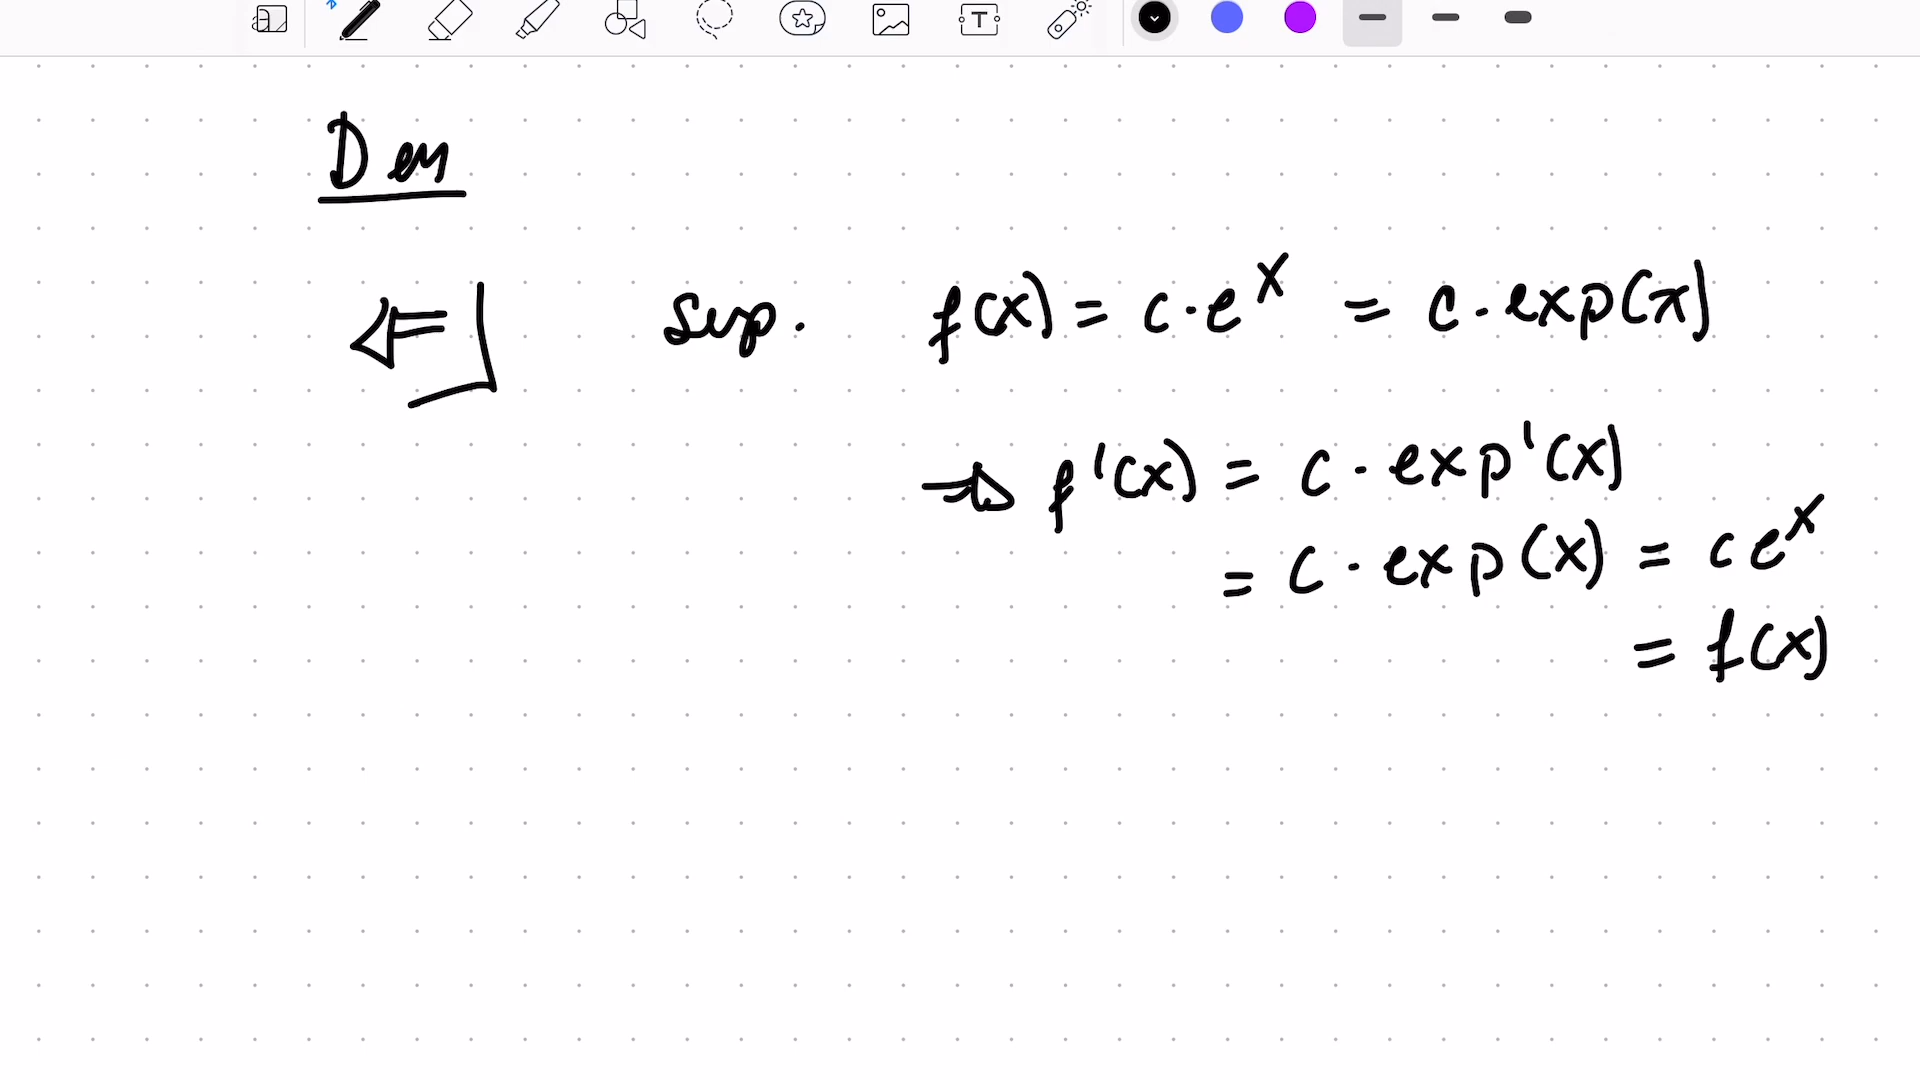 Dem
⇐ Sup. f(x) = c·e^x = c·exp(x)
⇒ f'(x) = c·exp'(x)
= c·exp(x) = ce^x
= f(x)